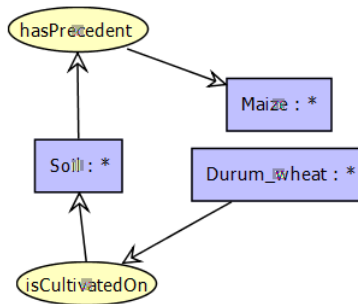 hasPrecedent
Maize : *
Soil : *
Durum_wheat : *
isCultivatedOn